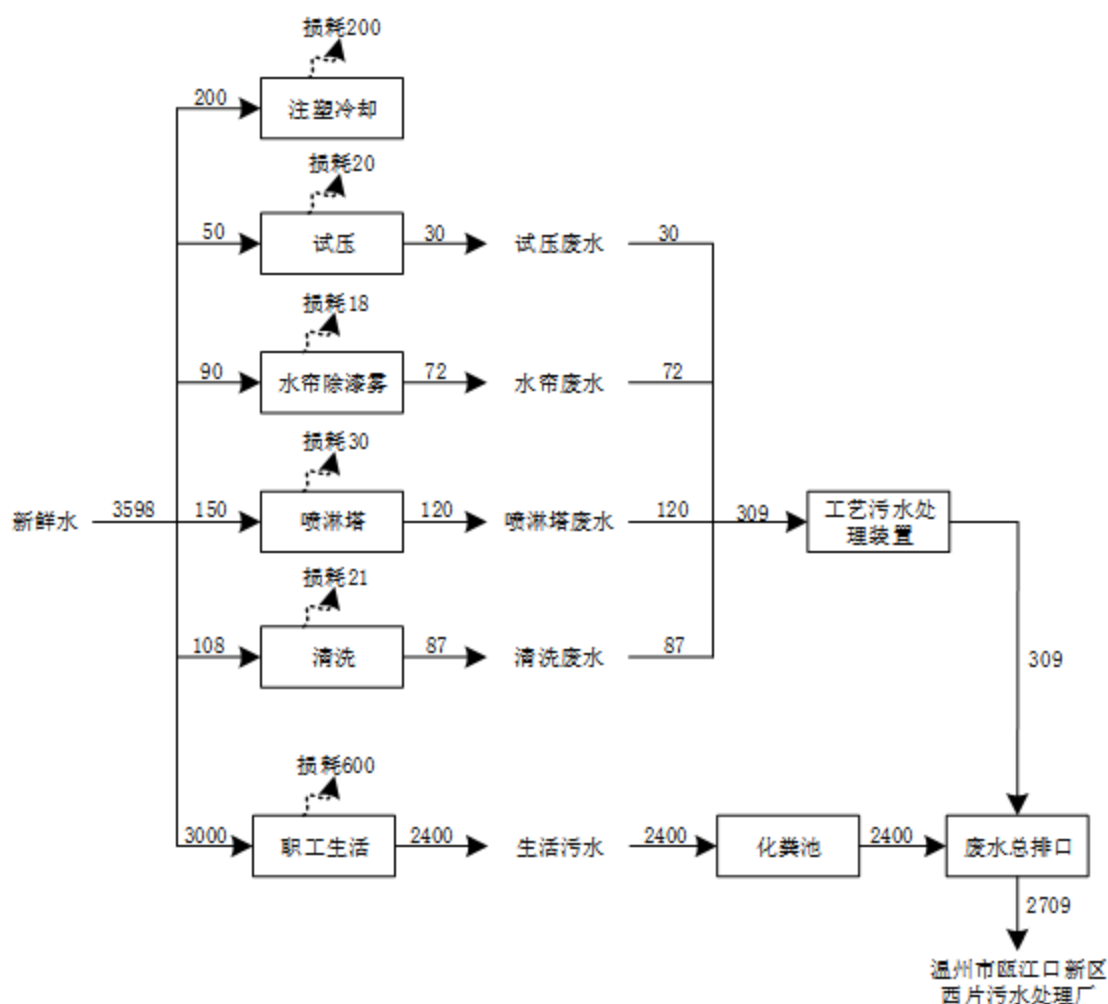 损耗200
200
注塑冷却
损耗20
50
试压
30
试压废水
30
损耗18
90
水帘除漆雾
72
水帘废水
72
损耗30
新鲜水
3598
150
喷淋塔
120
喷淋塔废水
120
309
工艺污水处
理装置
损耗21
108
清洗
87
清洗废水
87
309
损耗600
3000
职工生活
2400
生活污水
2400
化粪池
2400
废水总排口
2709
温州市瓯江口新区
西片污水处理厂